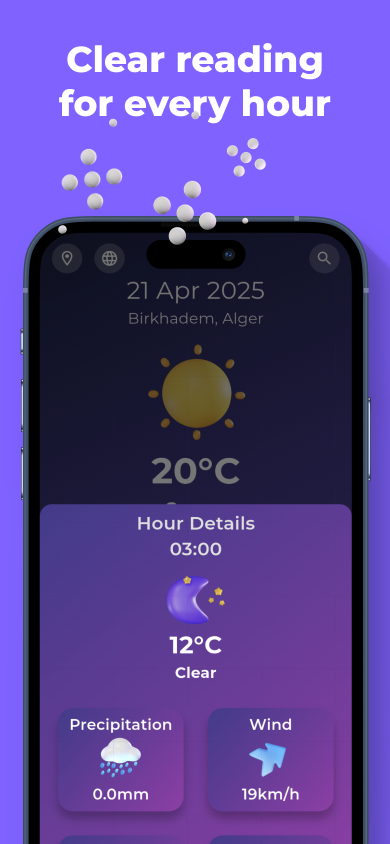 Clear reading
for every hour
21 Apr 2025
Birkhadem, Alger
20°C
Hour Details
03:00
12°C
Clear
Precipitation
Wind
0.0mm
19km/h